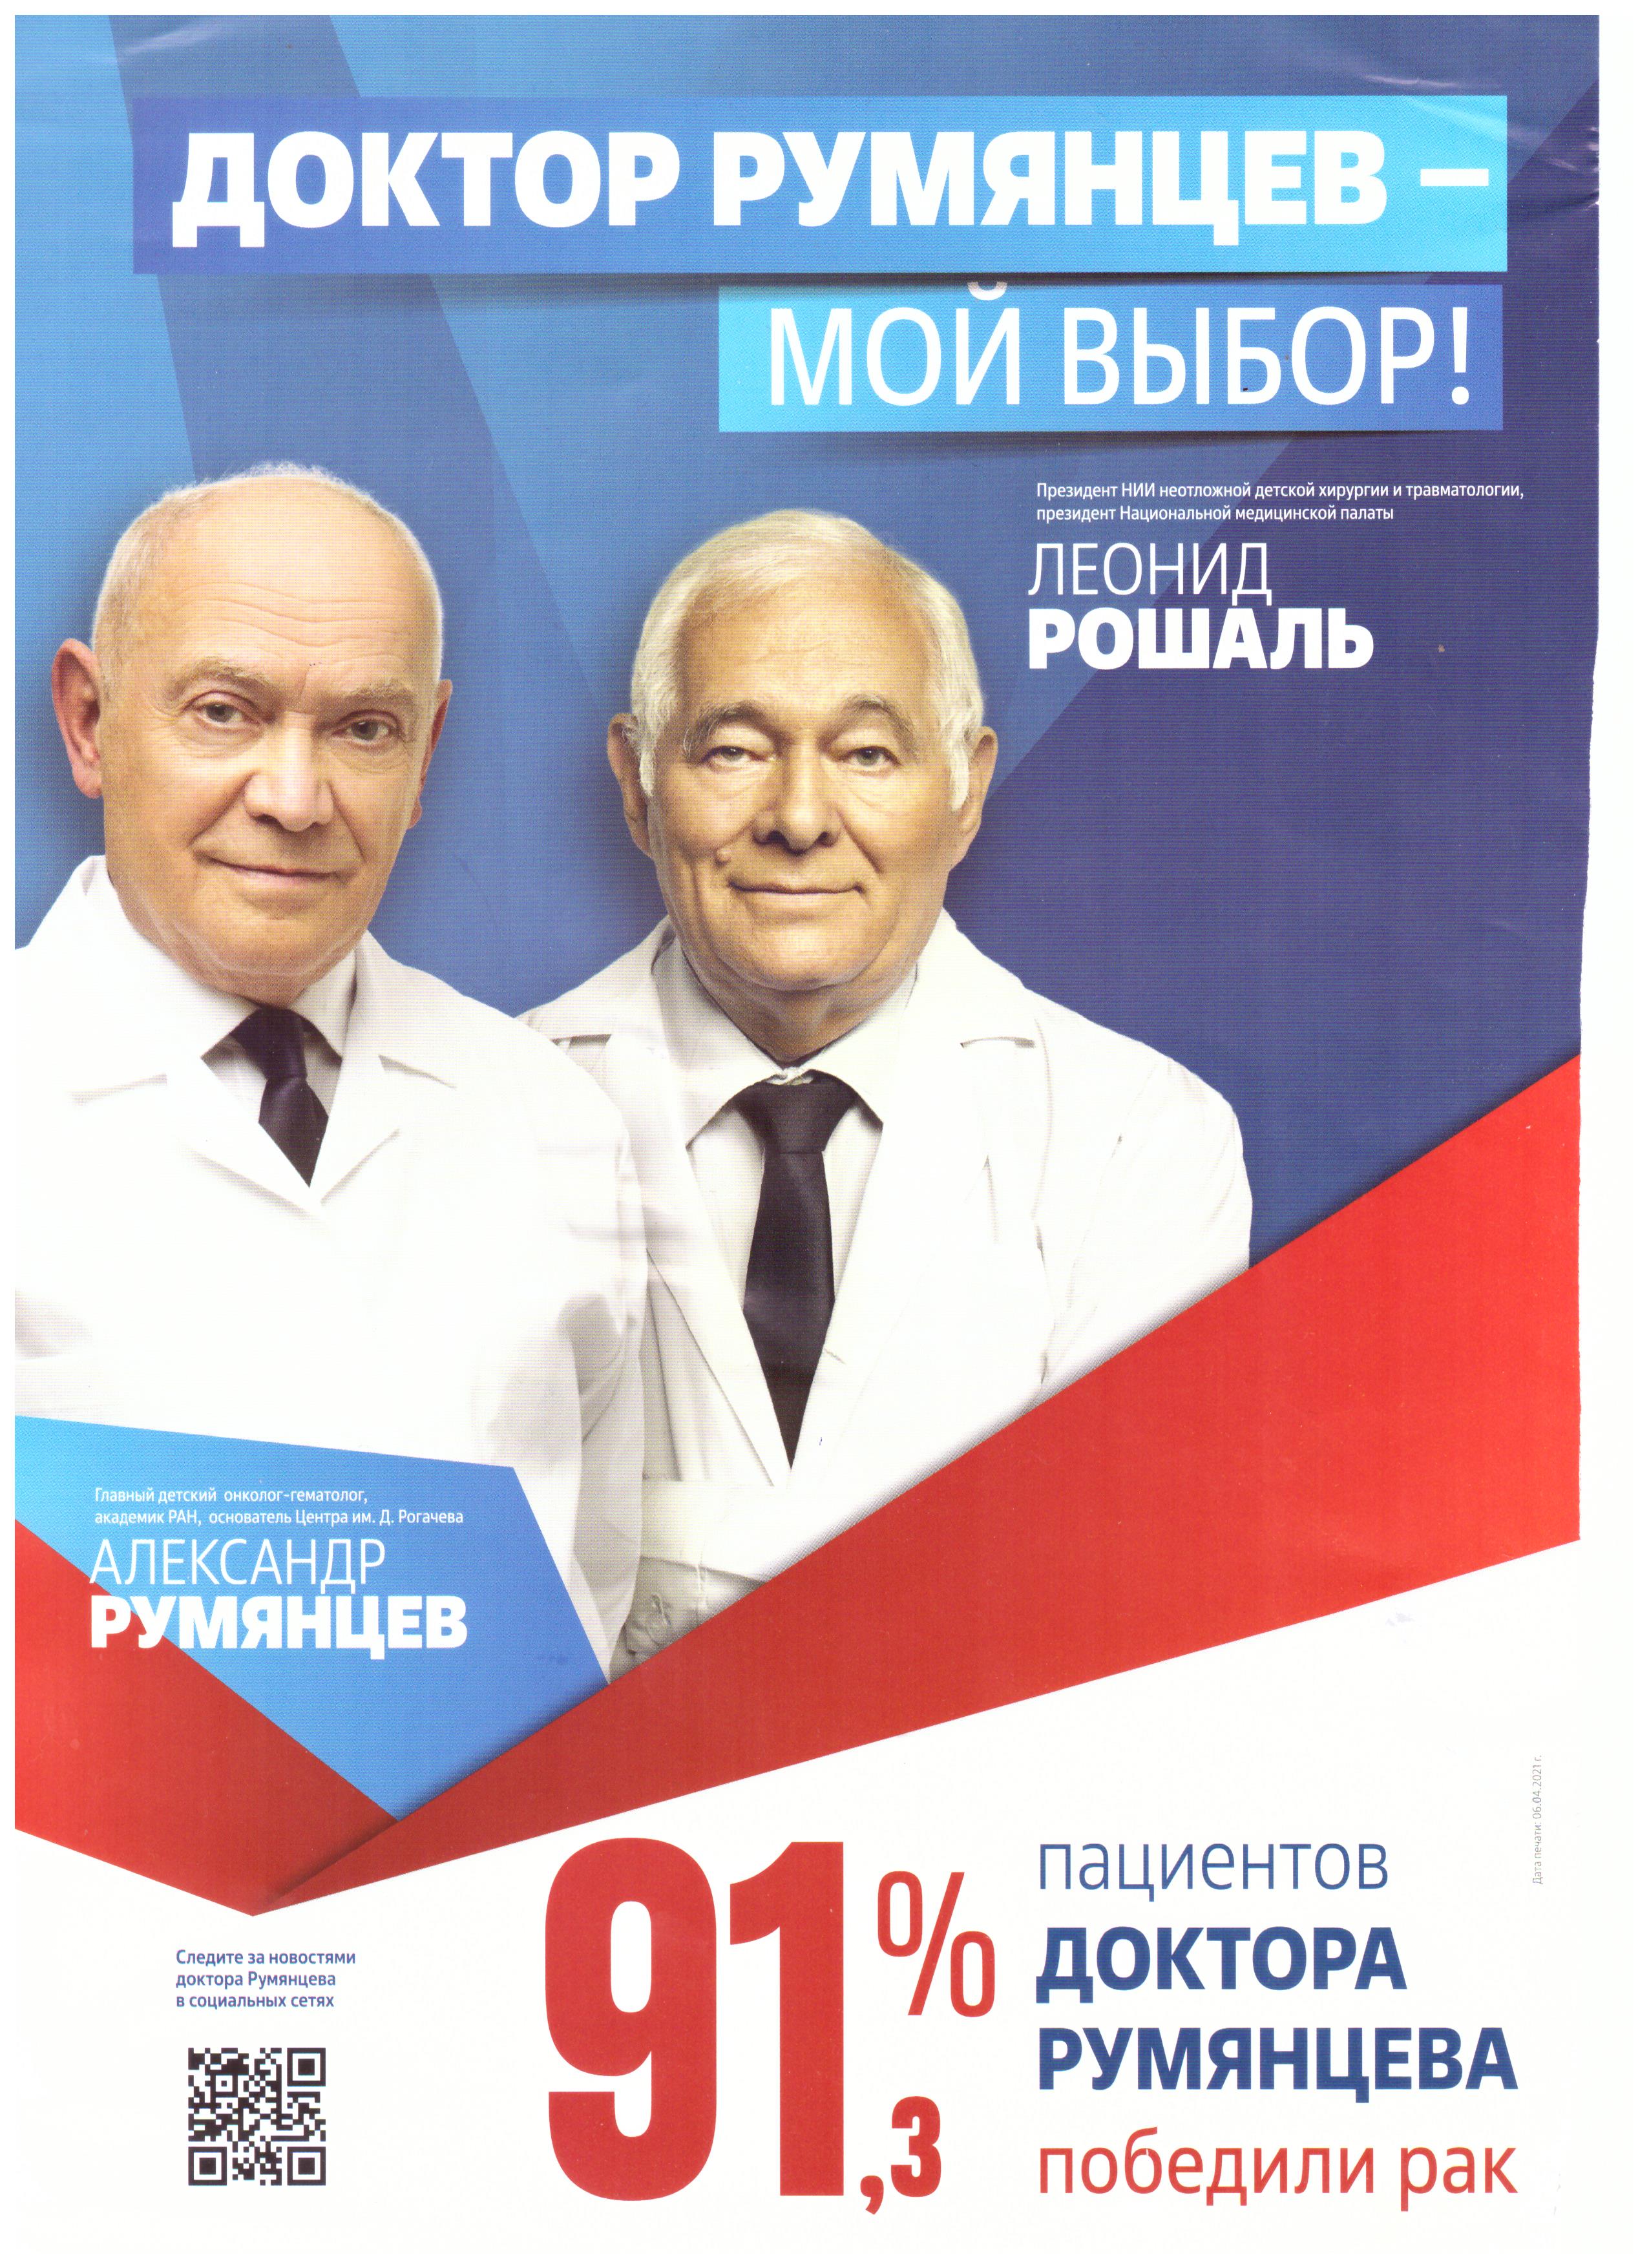 ДОКТОР РУМЯНЦЕВ –
МОЙ ВЫБОР!
Президент НИИ неотложной детской хирургии и травматологии,
президент Национальной медицинской палаты
ЛЕОНИД
РОШАЛЬ
Главный детский онколог-гематолог,
академик РАН, основатель Центра им. Д. Рогачева
АЛЕКСАНДР
РУМЯНЦЕВ
Дата печати: 06.04.2021 г.
91,3%
пациентов
ДОКТОРА
РУМЯНЦЕВА
победили рак
Следите за новостями
доктора Румянцева
в социальных сетях